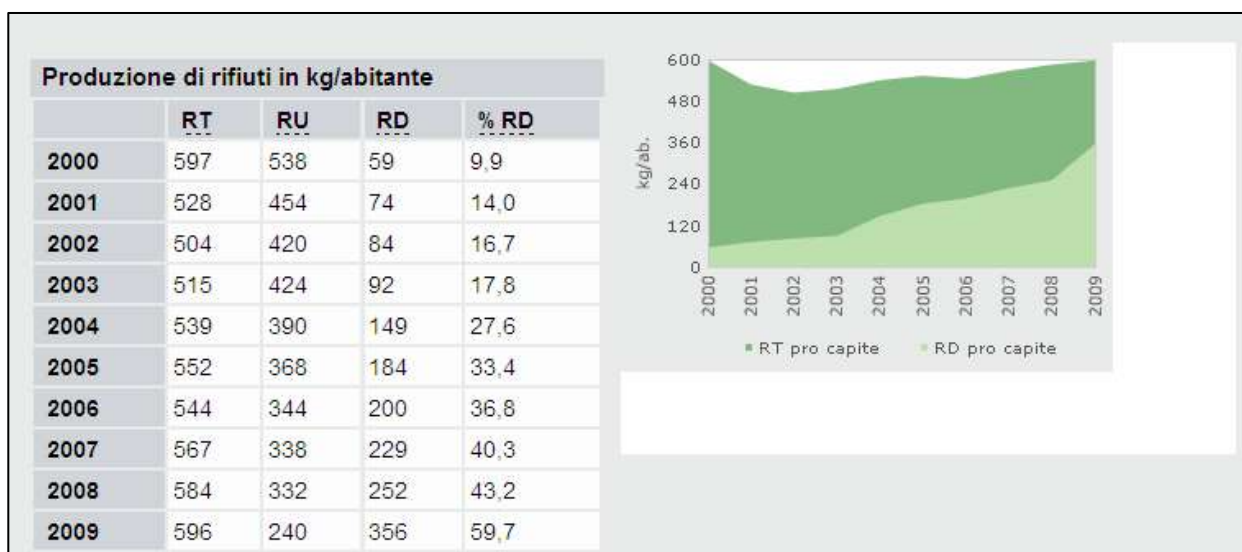 Produzione di rifiuti in kg/abitante
RT RU RD % RD
2000 597 538 59 9,9
2001 528 454 74 14,0
2002 504 420 84 16,7
2003 515 424 92 17,8
2004 539 390 149 27,6
2005 552 368 184 33,4
2006 544 344 200 36,8
2007 567 338 229 40,3
2008 584 332 252 43,2
2009 596 240 356 59,7
600
480
360
240
120
0
kg/ab.
2000 2001 2002 2003 2004 2005 2006 2007 2008 2009
RT pro capite RD pro capite